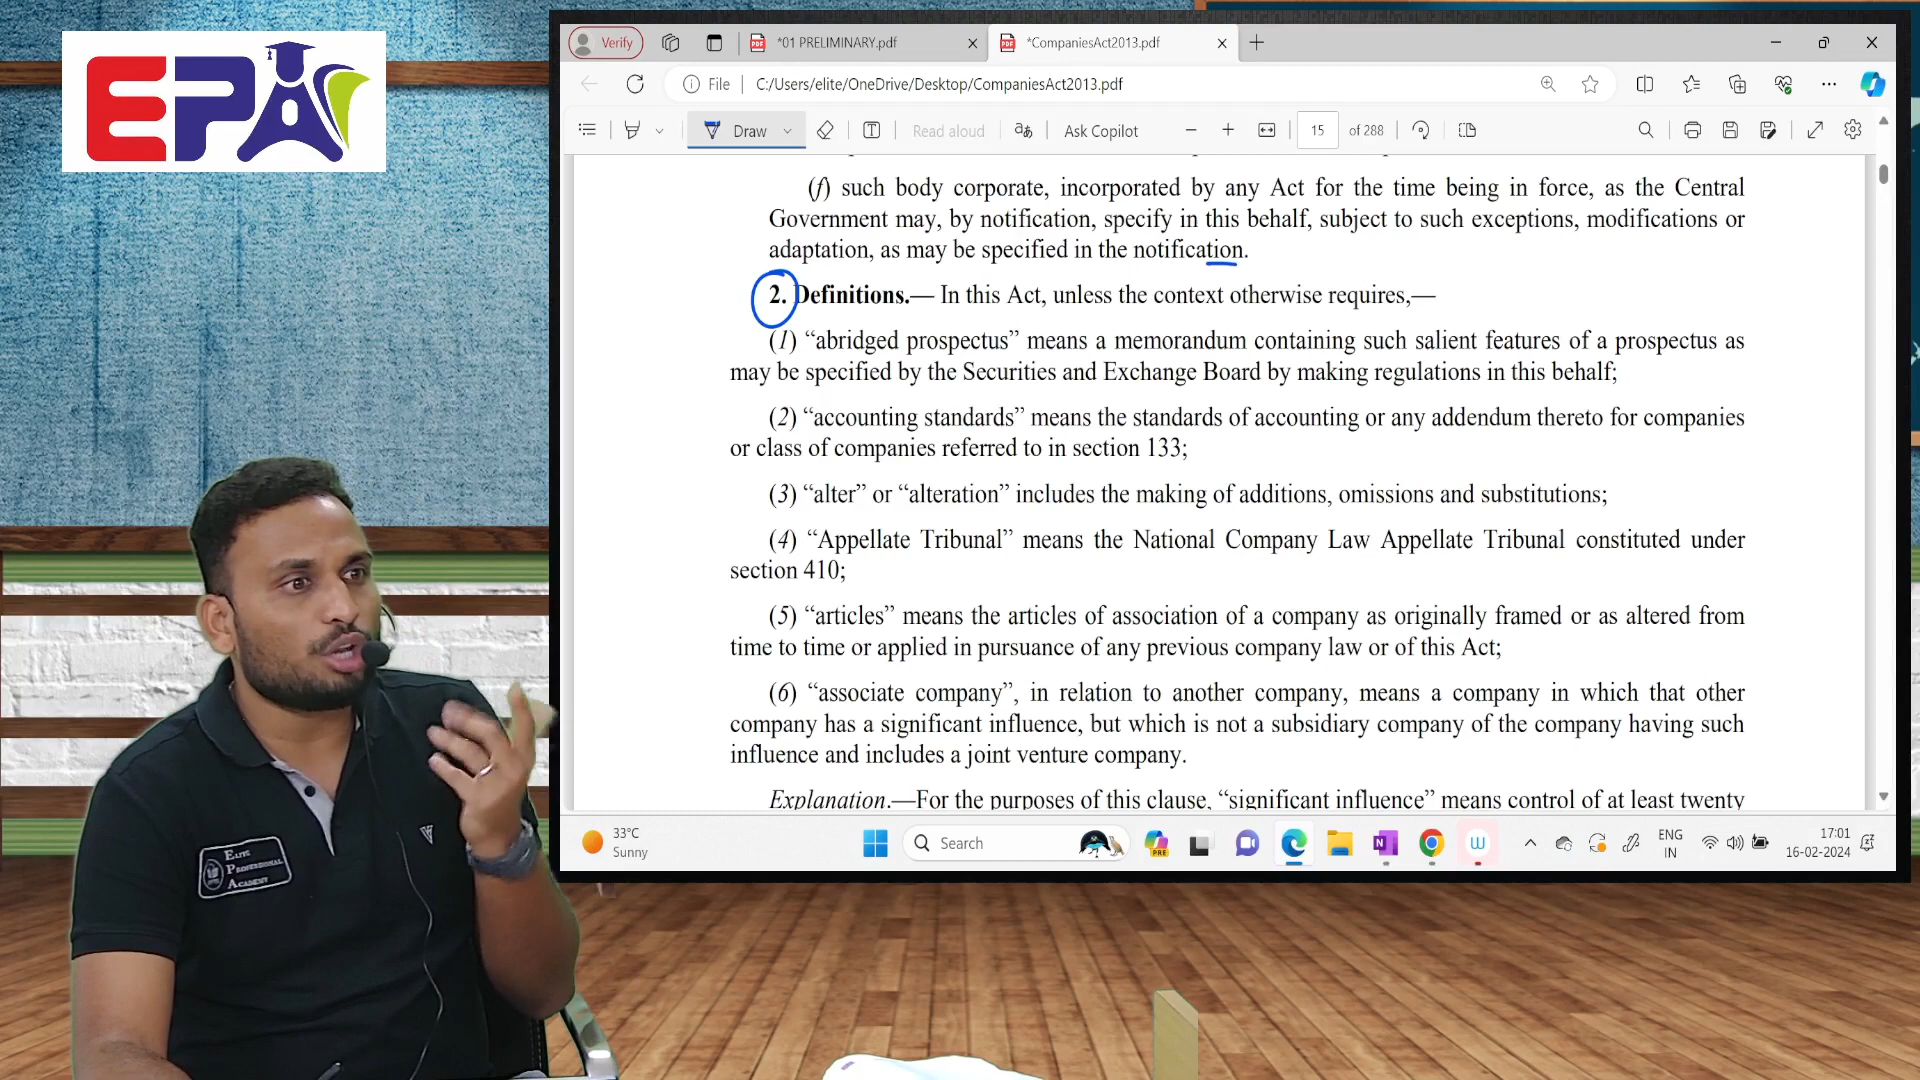 EPA
Verify
*01 PRELIMINARY.pdf
*CompaniesAct2013.pdf
File
C:/Users/elite/OneDrive/Desktop/CompaniesAct2013.pdf
Draw
Read aloud
aあ
Ask Copilot
15
of 288
(f) such body corporate, incorporated by any Act for the time being in force, as the Central
Government may, by notification, specify in this behalf, subject to such exceptions, modifications or
adaptation, as may be specified in the notification.
2. Definitions.— In this Act, unless the context otherwise requires,—
(1) “abridged prospectus” means a memorandum containing such salient features of a prospectus as
may be specified by the Securities and Exchange Board by making regulations in this behalf;
(2) “accounting standards” means the standards of accounting or any addendum thereto for companies
or class of companies referred to in section 133;
(3) “alter” or “alteration” includes the making of additions, omissions and substitutions;
(4) “Appellate Tribunal” means the National Company Law Appellate Tribunal constituted under
section 410;
(5) “articles” means the articles of association of a company as originally framed or as altered from
time to time or applied in pursuance of any previous company law or of this Act;
(6) “associate company”, in relation to another company, means a company in which that other
company has a significant influence, but which is not a subsidiary company of the company having such
influence and includes a joint venture company.
Explanation.—For the purposes of this clause, “significant influence” means control of at least twenty
33°C
Sunny
Search
PRE
N
W
ENG
IN
17:01
16-02-2024
ELITE
PROFESSIONAL
ACADEMY